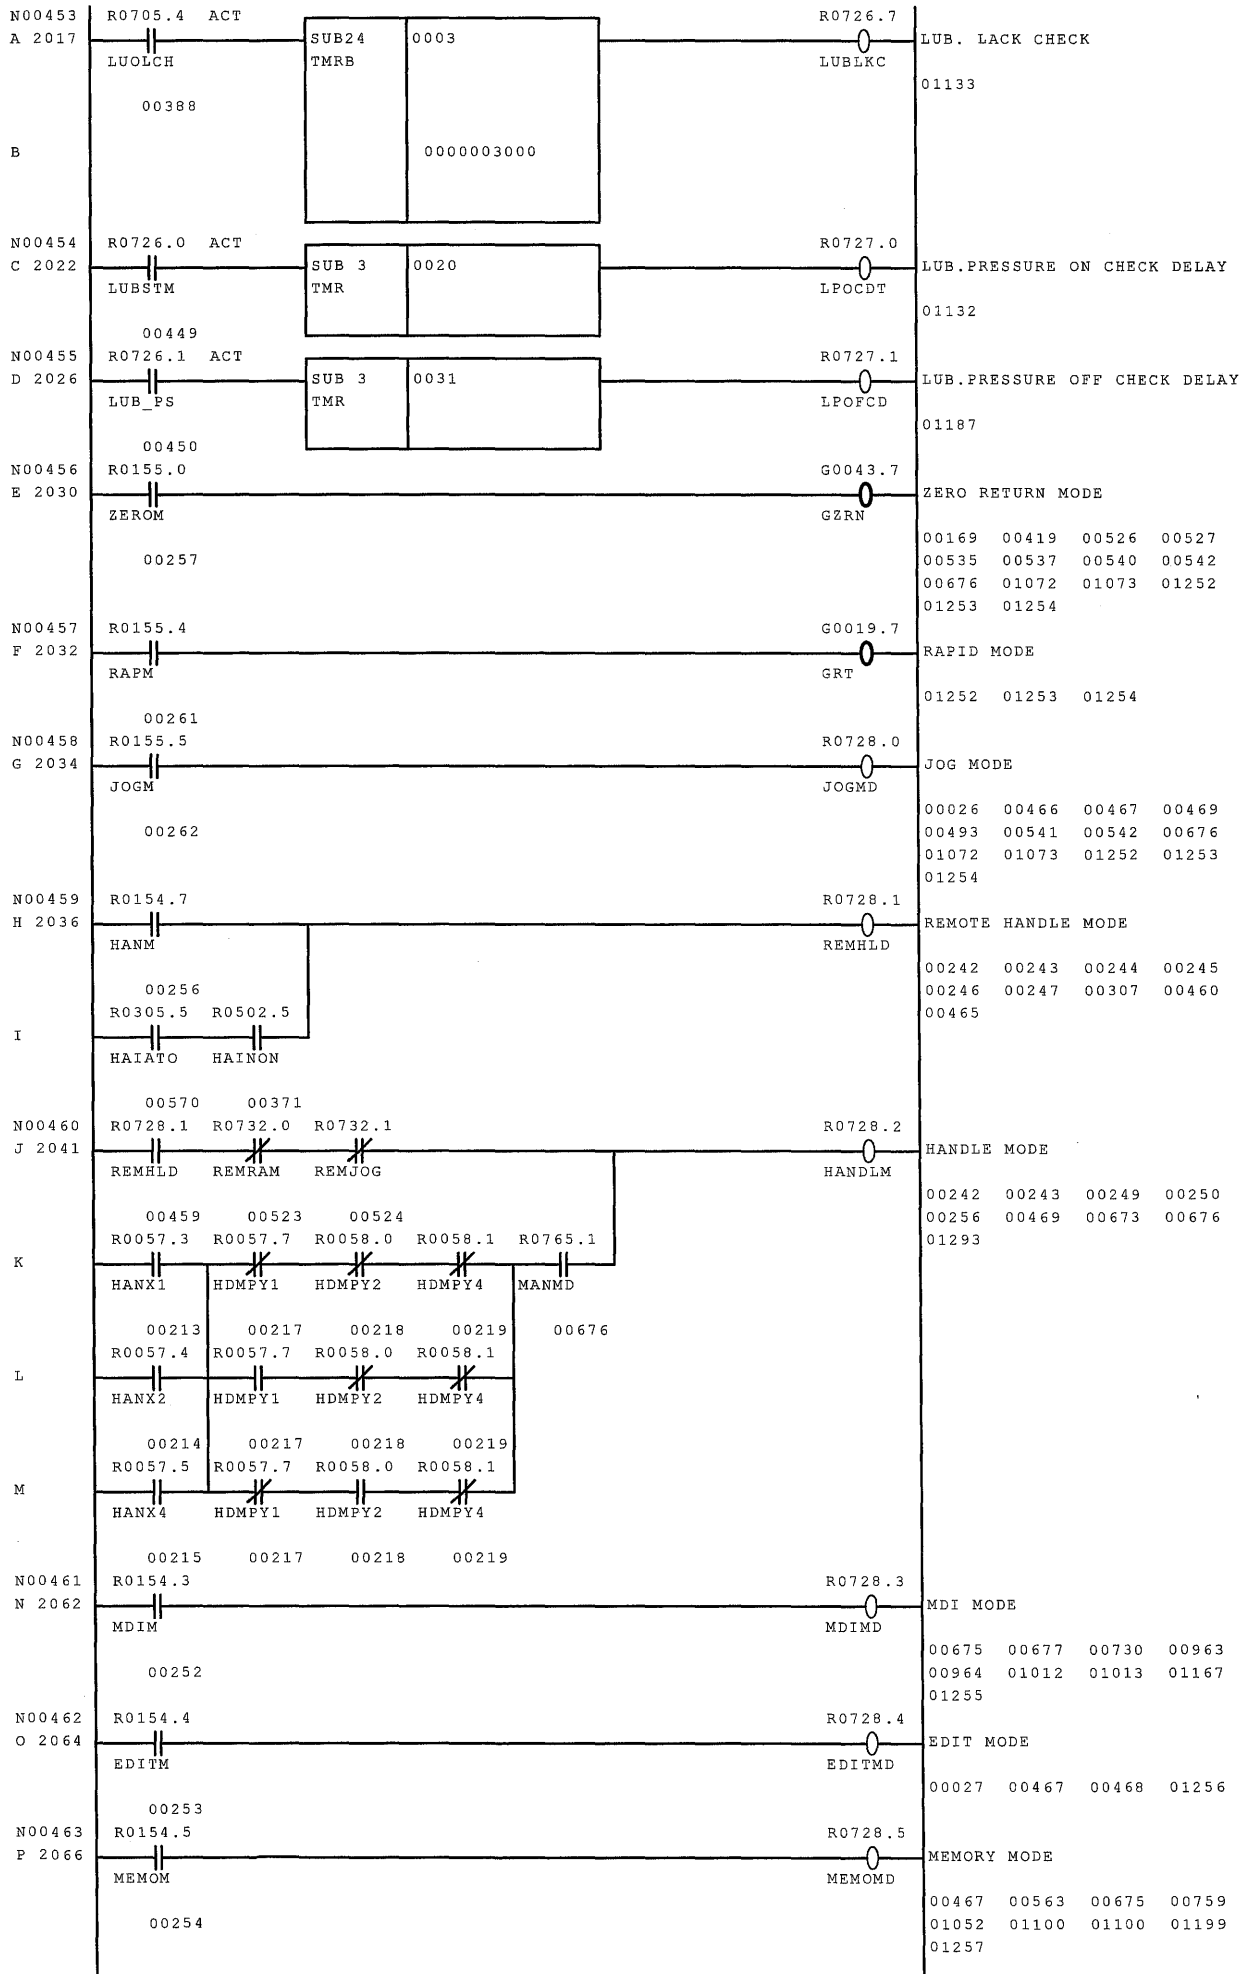 N00453 R0705.4 ACT R0726.7
A 2017 SUB24 0003 LUB. LACK CHECK
LUOLCH TMRB LUBLKC
01133
00388
B 0000003000
N00454 R0726.0 ACT R0727.0
C 2022 SUB 3 0020 LUB.PRESSURE ON CHECK DELAY
LUBSTM TMR LPOCDT
01132
00449
N00455 R0726.1 ACT R0727.1
D 2026 SUB 3 0031 LUB.PRESSURE OFF CHECK DELAY
LUB_PS TMR LPOFCD
01187
00450
N00456 R0155.0 G0043.7
E 2030 ZERO RETURN MODE
ZEROM GZRN
00169 00419 00526 00527
00257 00535 00537 00540 00542
00676 01072 01073 01252
01253 01254
N00457 R0155.4 G0019.7
F 2032 RAPID MODE
RAPM GRT
01252 01253 01254
00261
N00458 R0155.5 R0728.0
G 2034 JOG MODE
JOGM JOGMD
00026 00466 00467 00469
00262 00493 00541 00542 00676
01072 01073 01252 01253
01254
N00459 R0154.7 R0728.1
H 2036 REMOTE HANDLE MODE
HANM REMHLD
00242 00243 00244 00245
00256 00246 00247 00307 00460
R0305.5 R0502.5 00465
I
HAIATO HAINON
00570 00371
N00460 R0728.1 R0732.0 R0732.1 R0728.2
J 2041 HANDLE MODE
REMHLD REMRAM REMJOG HANDLM
00242 00243 00249 00250
00459 00523 00524 00256 00469 00673 00676
R0057.3 R0057.7 R0058.0 R0058.1 R0765.1 01293
K
HANX1 HDMPY1 HDMPY2 HDMPY4 MANMD
00213 00217 00218 00219 00676
R0057.4 R0057.7 R0058.0 R0058.1
L
HANX2 HDMPY1 HDMPY2 HDMPY4
00214 00217 00218 00219
R0057.5 R0057.7 R0058.0 R0058.1
M
HANX4 HDMPY1 HDMPY2 HDMPY4
00215 00217 00218 00219
N00461 R0154.3 R0728.3
N 2062 MDI MODE
MDIM MDIMD
00675 00677 00730 00963
00252 00964 01012 01013 01167
01255
N00462 R0154.4 R0728.4
O 2064 EDIT MODE
EDITM EDITMD
00027 00467 00468 01256
00253
N00463 R0154.5 R0728.5
P 2066 MEMORY MODE
MEMOM MEMOMD
00467 00563 00675 00759
00254 01052 01100 01100 01199
01257